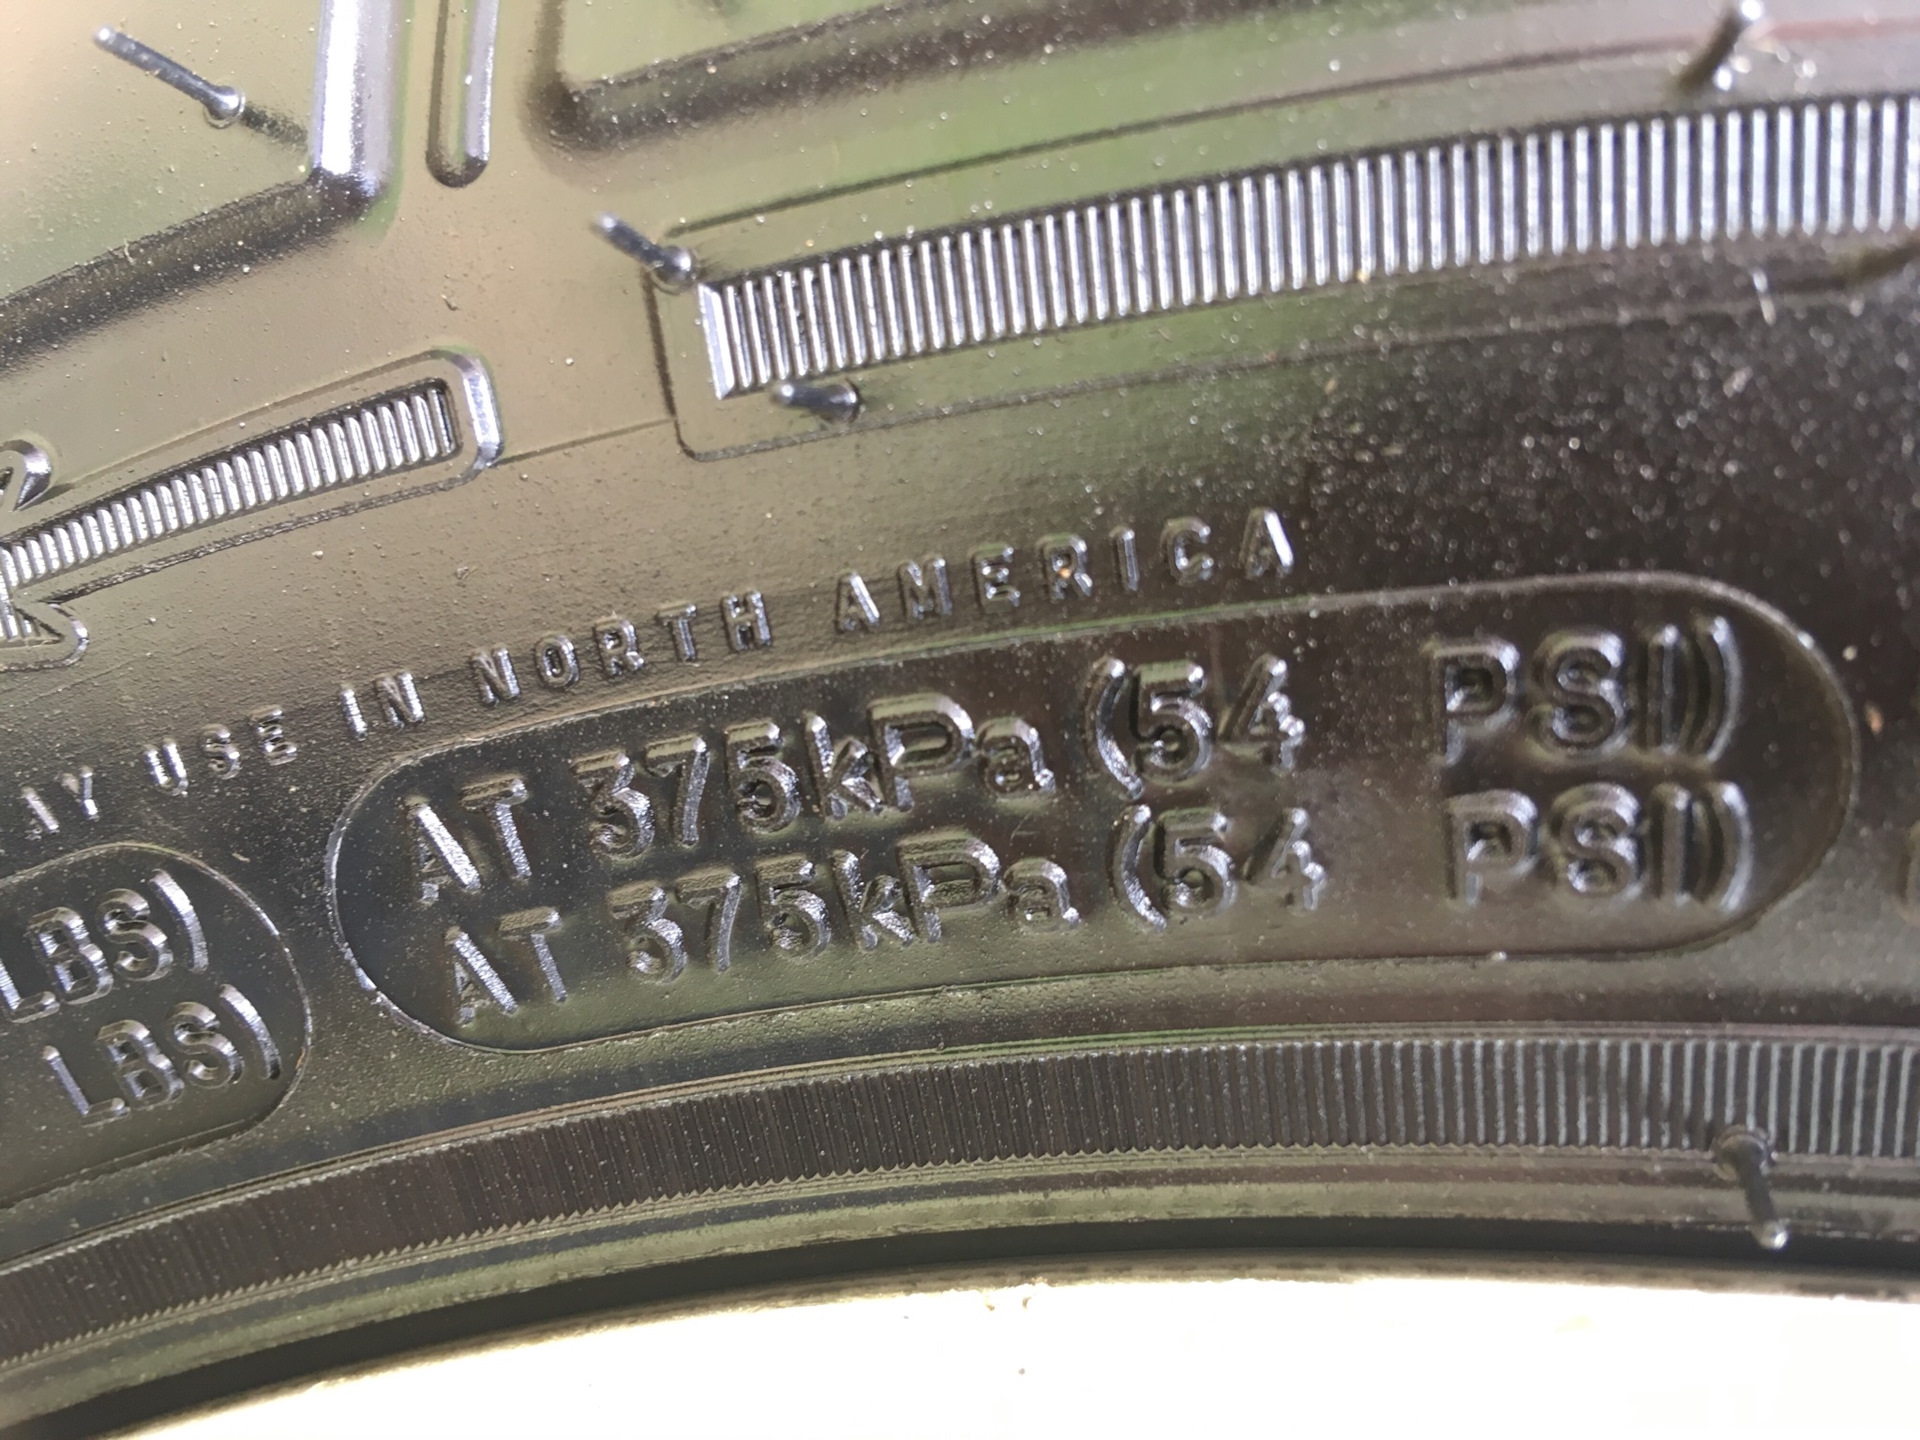 USE IN NORTH AMERICA
AT 375kPa (54 PSI)
AT 375kPa (54 PSI)
LBS)
LBS)